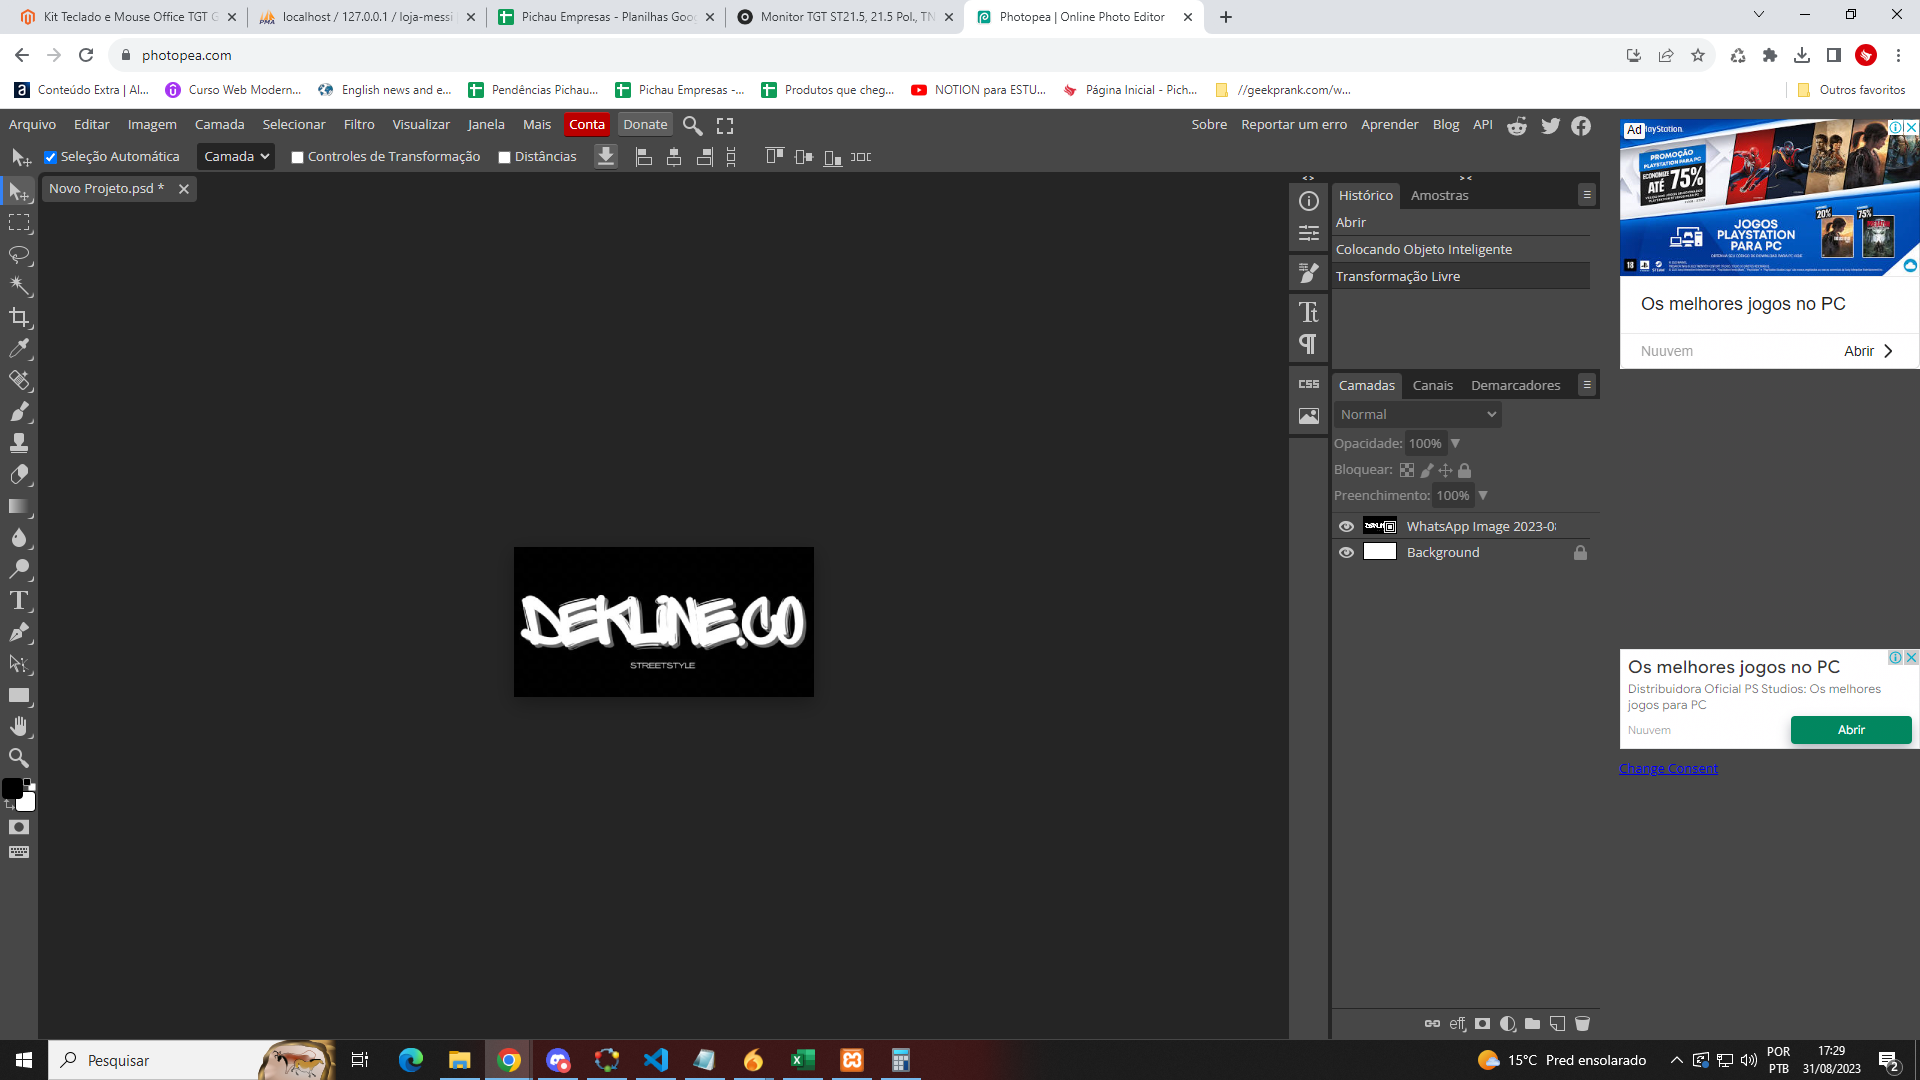 Kit Teclado e Mouse Office TGT G
localhost / 127.0.0.1 / loja-messi
Pichau Empresas - Planilhas Goo
Monitor TGT ST21.5, 21.5 Pol., TN
Photopea | Online Photo Editor
photopea.com
Conteúdo Extra | Al...
Curso Web Modern...
English news and e...
Pendências Pichau...
Pichau Empresas -...
Produtos que cheg...
NOTION para ESTU...
Página Inicial - Pich...
//geekprank.com/w...
Outros favoritos
Arquivo Editar Imagem Camada Selecionar Filtro Visualizar Janela Mais Conta Donate
Sobre Reportar um erro Aprender Blog API
Seleção Automática Camada Controles de Transformação Distâncias
Novo Projeto.psd *
Histórico Amostras
Abrir
Colocando Objeto Inteligente
Transformação Livre
CSS
Camadas Canais Demarcadores
Normal
Opacidade: 100%
Bloquear:
Preenchimento: 100%
WhatsApp Image 2023-08
Background
eff
DEKLINE.CO
STREETSTYLE
Ad
PlayStation.
PROMOÇÃO
PLAYSTATION PARA PC
ECONOMIZE
ATÉ 75%
20%
75%
JOGOS
PLAYSTATION
PARA PC
18
Os melhores jogos no PC
Nuuvem
Abrir
Os melhores jogos no PC
Distribuidora Oficial PS Studios: Os melhores
jogos para PC
Nuuvem
Abrir
Change Consent
Pesquisar
15°C Pred ensolarado
POR
PTB
17:29
31/08/2023
2